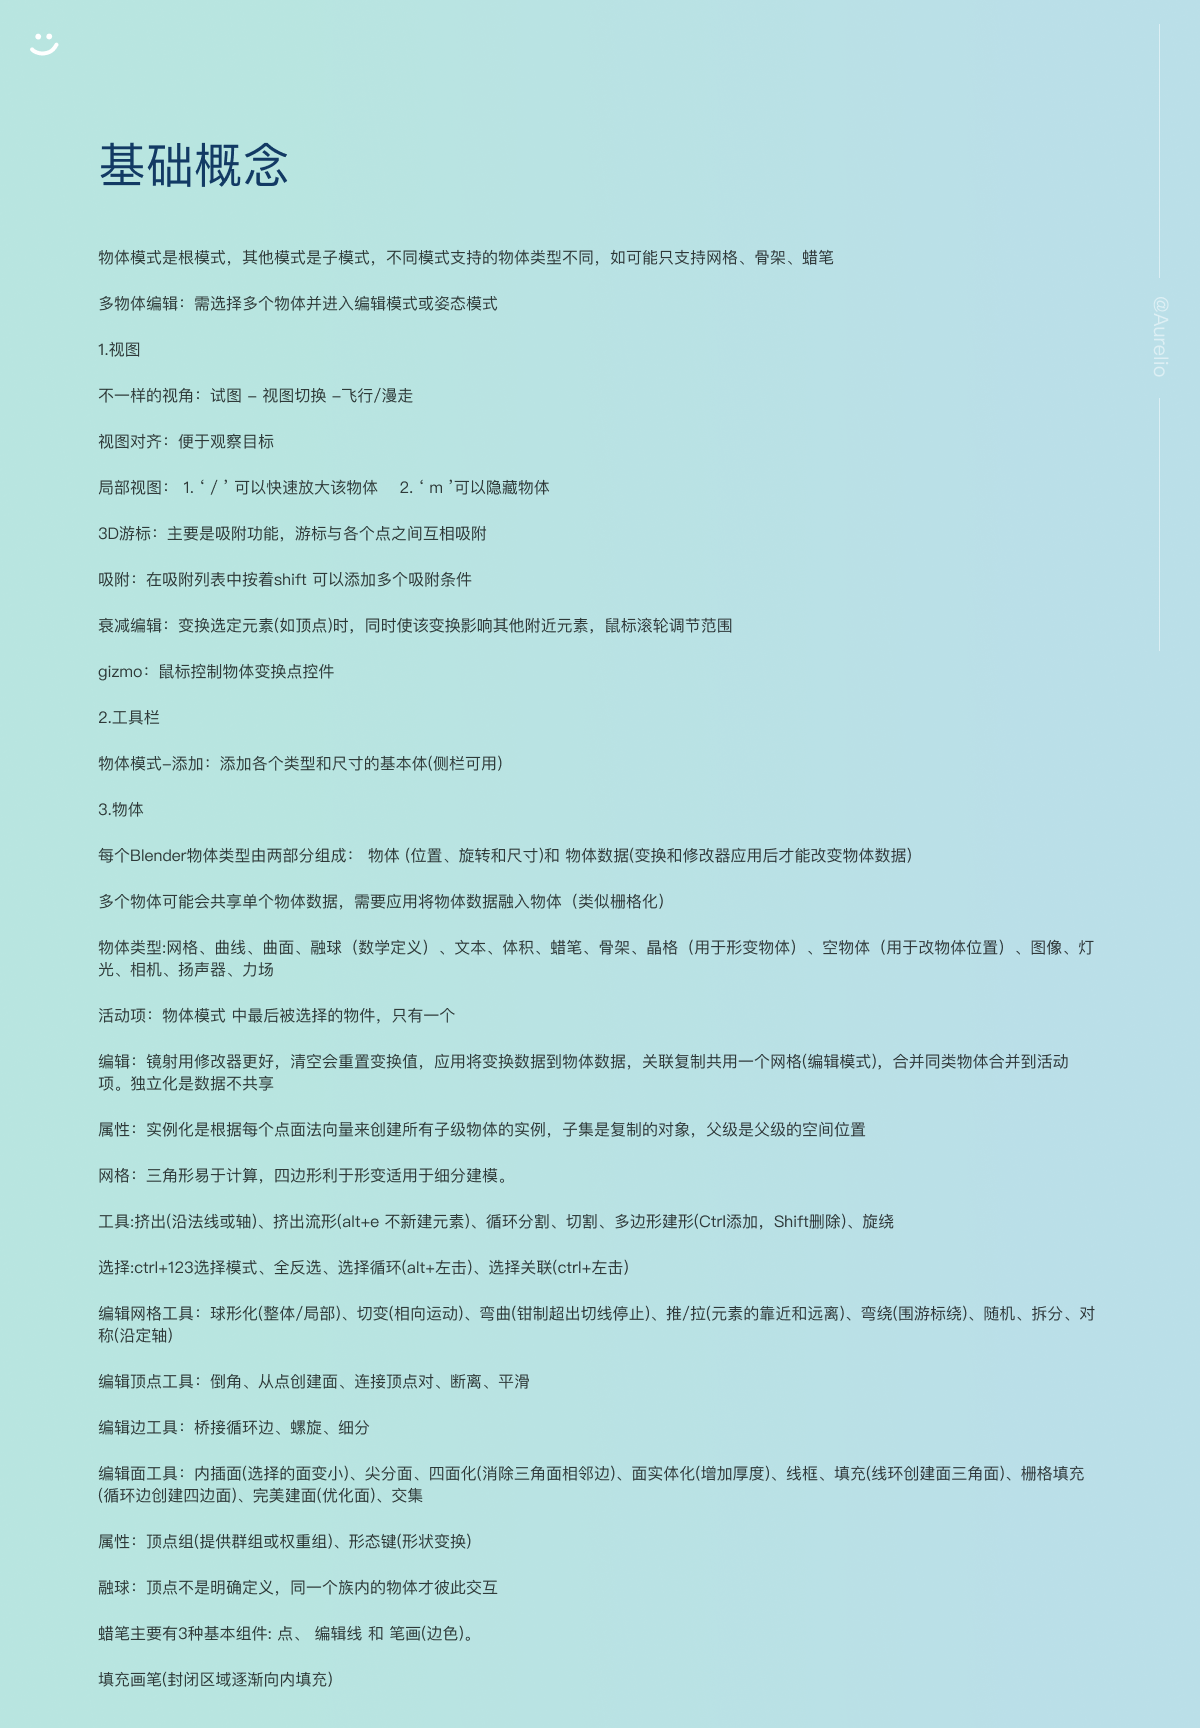 基础概念
物体模式是根模式，其他模式是子模式，不同模式支持的物体类型不同，如可能只支持网格、骨架、蜡笔
多物体编辑：需选择多个物体并进入编辑模式或姿态模式
1.视图
不一样的视角：试图 - 视图切换 -飞行/漫走
视图对齐：便于观察目标
局部视图： 1. ‘ / ’ 可以快速放大该物体    2. ‘ m ’可以隐藏物体
3D游标：主要是吸附功能，游标与各个点之间互相吸附
吸附：在吸附列表中按着shift 可以添加多个吸附条件
衰减编辑：变换选定元素(如顶点)时，同时使该变换影响其他附近元素，鼠标滚轮调节范围
gizmo：鼠标控制物体变换点控件
2.工具栏
物体模式-添加：添加各个类型和尺寸的基本体(侧栏可用)
3.物体
每个Blender物体类型由两部分组成： 物体 (位置、旋转和尺寸)和 物体数据(变换和修改器应用后才能改变物体数据)
多个物体可能会共享单个物体数据，需要应用将物体数据融入物体（类似栅格化）
物体类型:网格、曲线、曲面、融球（数学定义）、文本、体积、蜡笔、骨架、晶格（用于形变物体）、空物体（用于改物体位置）、图像、灯
光、相机、扬声器、力场
活动项：物体模式 中最后被选择的物件，只有一个
编辑：镜射用修改器更好，清空会重置变换值，应用将变换数据到物体数据，关联复制共用一个网格(编辑模式)，合并同类物体合并到活动
项。独立化是数据不共享
属性：实例化是根据每个点面法向量来创建所有子级物体的实例，子集是复制的对象，父级是父级的空间位置
网格：三角形易于计算，四边形利于形变适用于细分建模。
工具:挤出(沿法线或轴)、挤出流形(alt+e 不新建元素)、循环分割、切割、多边形建形(Ctrl添加，Shift删除)、旋绕
选择:ctrl+123选择模式、全反选、选择循环(alt+左击)、选择关联(ctrl+左击)
编辑网格工具：球形化(整体/局部)、切变(相向运动)、弯曲(钳制超出切线停止)、推/拉(元素的靠近和远离)、弯绕(围游标绕)、随机、拆分、对
称(沿定轴)
编辑顶点工具：倒角、从点创建面、连接顶点对、断离、平滑
编辑边工具：桥接循环边、螺旋、细分
编辑面工具：内插面(选择的面变小)、尖分面、四面化(消除三角面相邻边)、面实体化(增加厚度)、线框、填充(线环创建面三角面)、栅格填充
(循环边创建四边面)、完美建面(优化面)、交集
属性：顶点组(提供群组或权重组)、形态键(形状变换)
融球：顶点不是明确定义，同一个族内的物体才彼此交互
蜡笔主要有3种基本组件: 点、 编辑线 和 笔画(边色)。
填充画笔(封闭区域逐渐向内填充)
@Aurelio